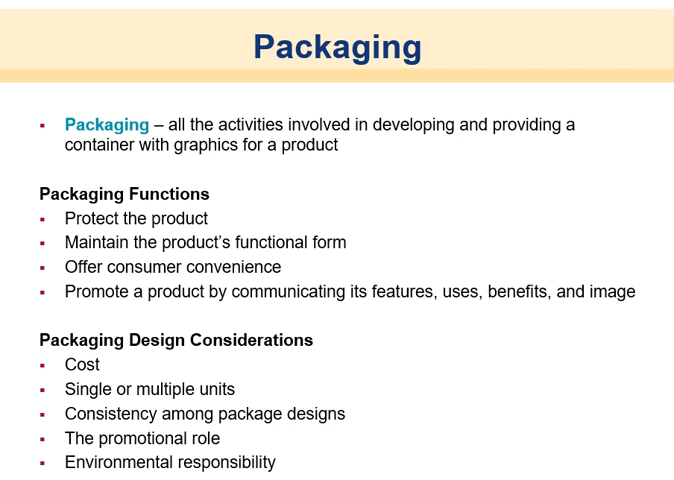 Packaging
▪ Packaging – all the activities involved in developing and providing a
container with graphics for a product
Packaging Functions
▪ Protect the product
▪ Maintain the product’s functional form
▪ Offer consumer convenience
▪ Promote a product by communicating its features, uses, benefits, and image
Packaging Design Considerations
▪ Cost
▪ Single or multiple units
▪ Consistency among package designs
▪ The promotional role
▪ Environmental responsibility